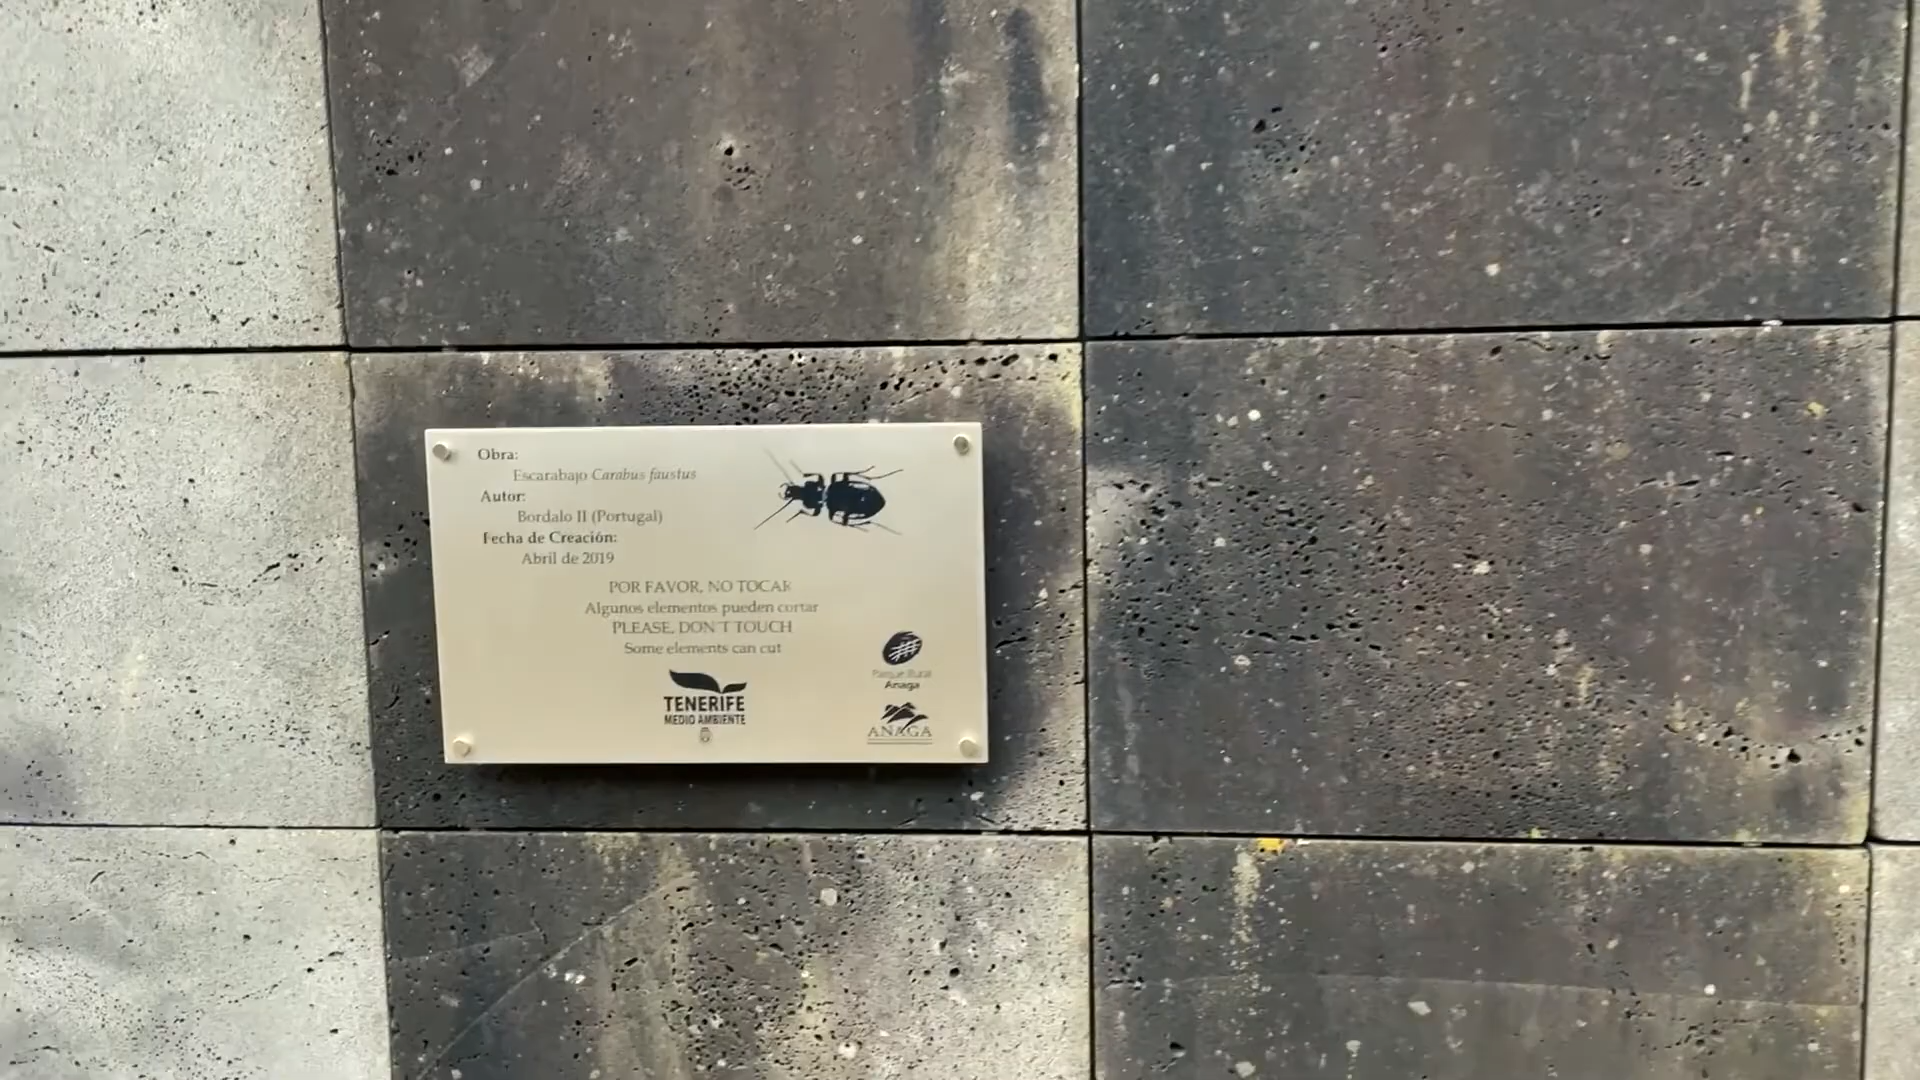 Obra:
Escarabajo Carabus faustus
Autor:
Bordalo II (Portugal)
Fecha de Creación:
Abril de 2019
POR FAVOR, NO TOCAR
Algunos elementos pueden cortar
PLEASE, DON´T TOUCH
Some elements can cut
TENERIFE
MEDIO AMBIENTE
Parque Rural
Anaga
ANAGA